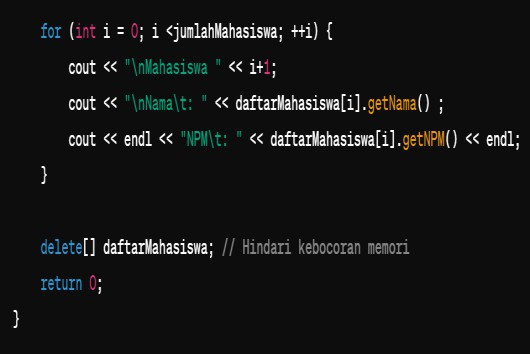 for (int i = 0; i <jumlahMahasiswa; ++i) {
cout << "\nMahasiswa " << i+1;
cout << "\nNama\t: " << daftarMahasiswa[i].getNama() ;
cout << endl << "NPM\t: " << daftarMahasiswa[i].getNPM() << endl;
}
delete[] daftarMahasiswa; // Hindari kebocoran memori
return 0;
}